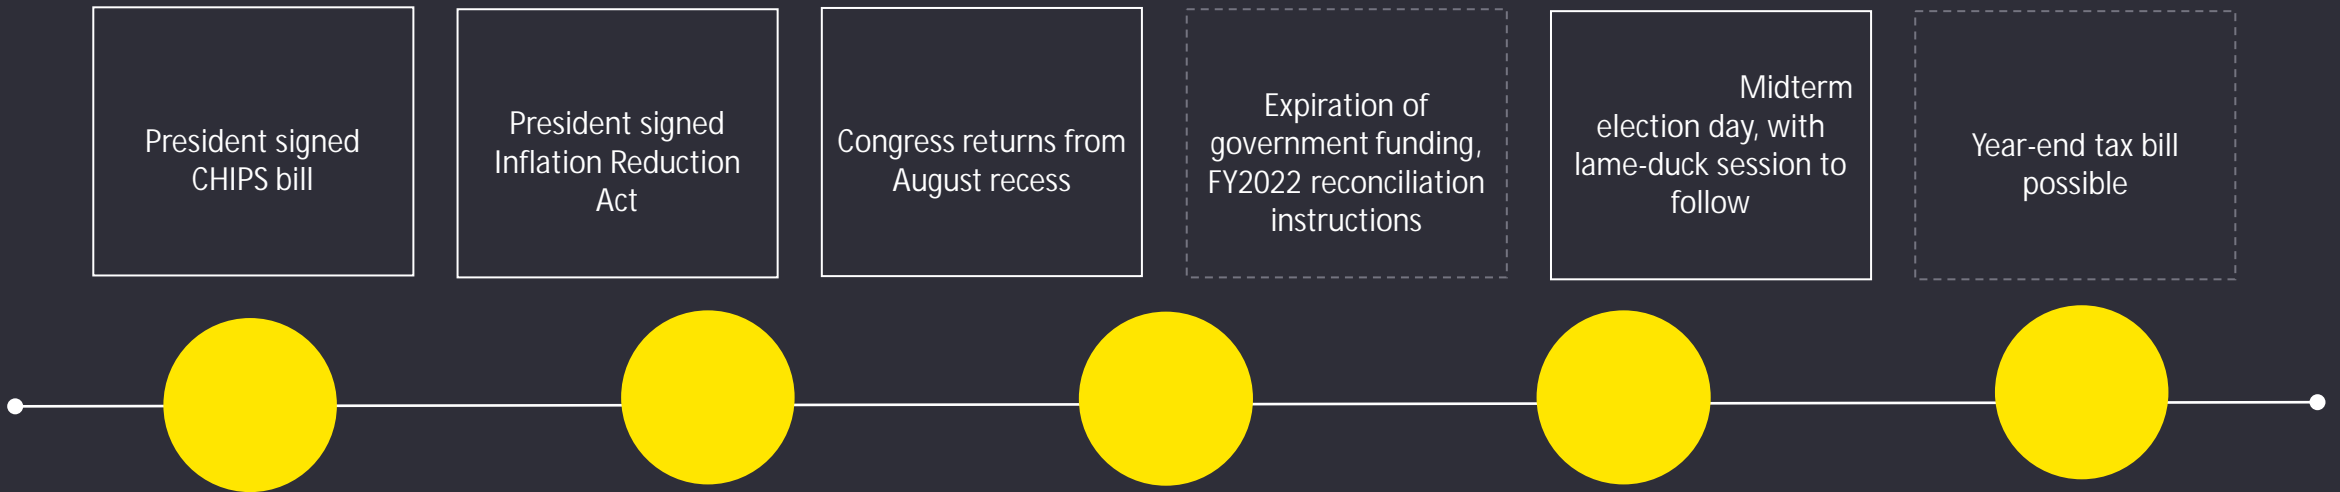 President signed
CHIPS bill
President signed
Inflation Reduction
Act
Congress returns from
August recess
Expiration of
government funding,
FY2022 reconciliation
instructions
Midterm
election day, with
lame-duck session to
follow
Year-end tax bill
possible